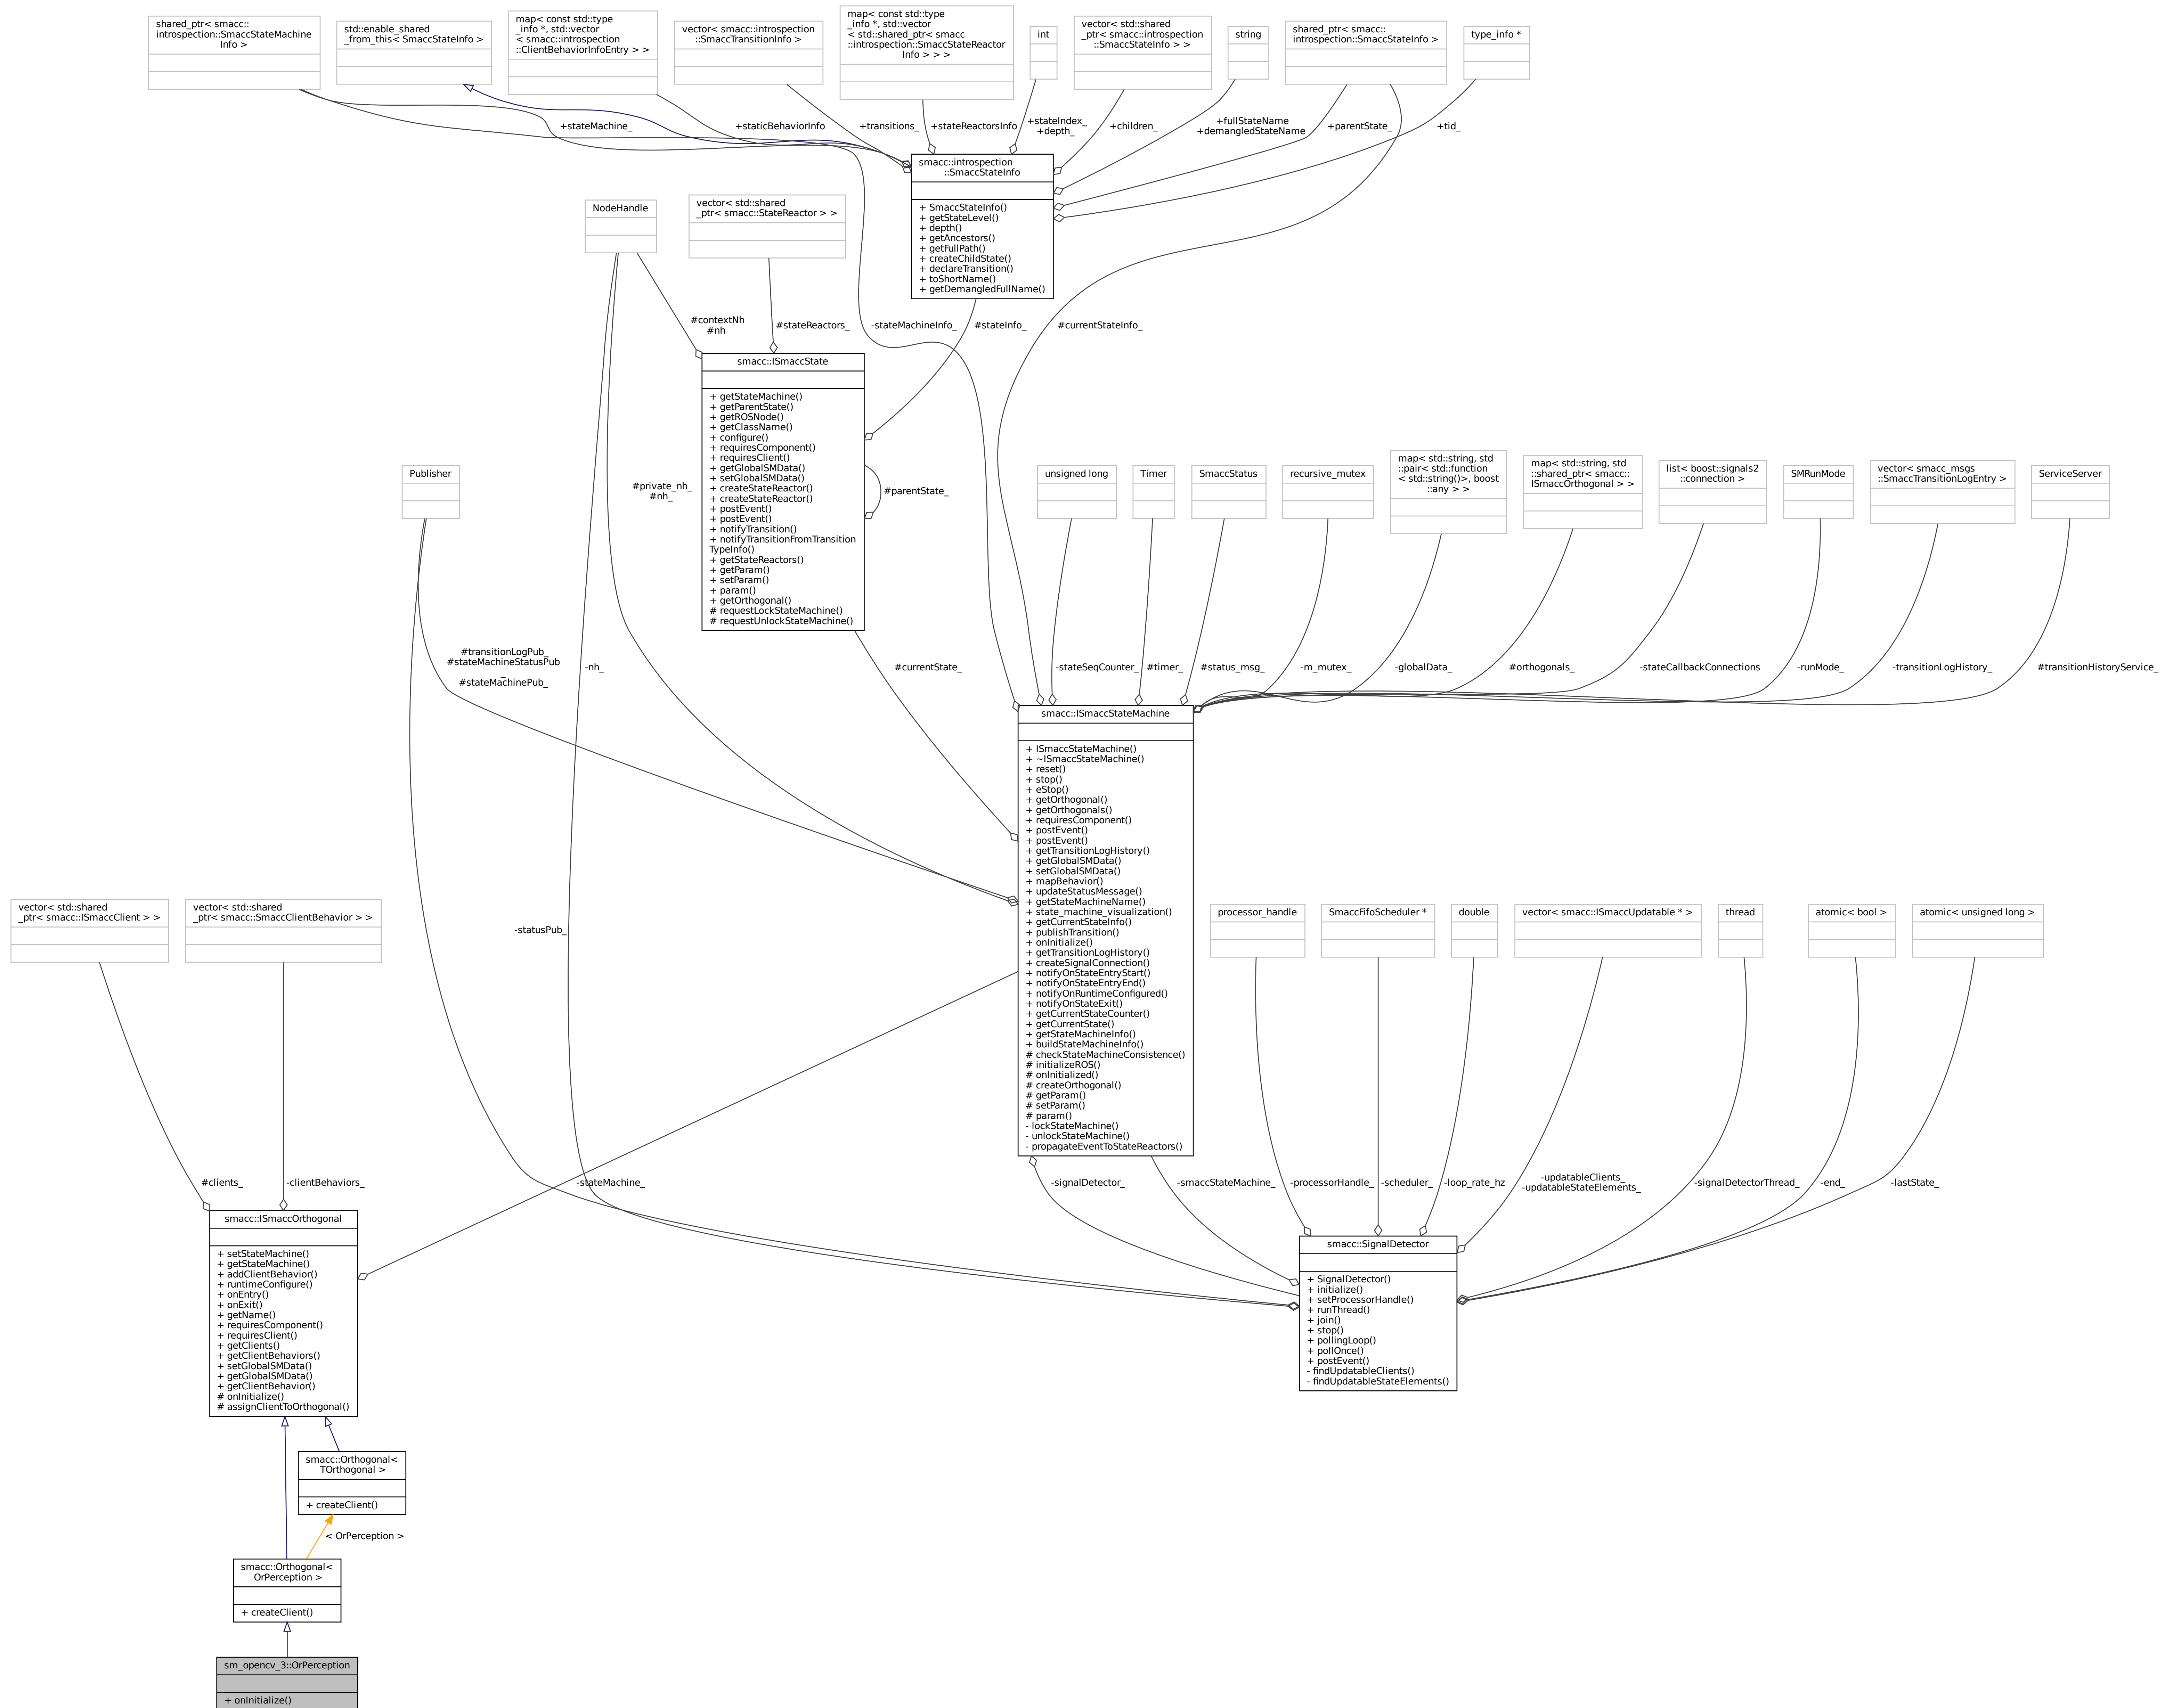 shared_ptr< smacc::
introspection::SmaccStateMachine
Info >
std::enable_shared
_from_this< SmaccStateInfo >
map< const std::type
_info *, std::vector
< smacc::introspection
::ClientBehaviorInfoEntry > >
vector< smacc::introspection
::SmaccTransitionInfo >
map< const std::type
_info *, std::vector
< std::shared_ptr< smacc
::introspection::SmaccStateReactor
Info > > >
int
vector< std::shared
_ptr< smacc::introspection
::SmaccStateInfo > >
string
shared_ptr< smacc::
introspection::SmaccStateInfo >
type_info *
+stateMachine_
+staticBehaviorInfo
+transitions_
+stateReactorsInfo
+stateIndex_
+depth_
+children_
+fullStateName
+demangledStateName
+parentState_
+tid_
smacc::introspection
::SmaccStateInfo
+ SmaccStateInfo()
+ getStateLevel()
+ depth()
+ getAncestors()
+ getFullPath()
+ createChildState()
+ declareTransition()
+ toShortName()
+ getDemangledFullName()
NodeHandle
vector< std::shared
_ptr< smacc::StateReactor > >
#contextNh
#nh
#stateReactors_
-stateMachineInfo_
#stateInfo_
#currentStateInfo_
smacc::ISmaccState
+ getStateMachine()
+ getParentState()
+ getROSNode()
+ getClassName()
+ configure()
+ requiresComponent()
+ requiresClient()
+ getGlobalSMData()
+ setGlobalSMData()
+ createStateReactor()
+ createStateReactor()
+ postEvent()
+ postEvent()
+ notifyTransition()
+ notifyTransitionFromTransition
TypeInfo()
+ getStateReactors()
+ getParam()
+ setParam()
+ param()
+ getOrthogonal()
# requestLockStateMachine()
# requestUnlockStateMachine()
#parentState_
Publisher
#private_nh_
#nh_
unsigned long
Timer
SmaccStatus
recursive_mutex
map< std::string, std
::pair< std::function
< std::string()>, boost
::any > >
map< std::string, std
::shared_ptr< smacc::
ISmaccOrthogonal > >
list< boost::signals2
::connection >
SMRunMode
vector< smacc_msgs
::SmaccTransitionLogEntry >
ServiceServer
#transitionLogPub_
#stateMachineStatusPub
_
#stateMachinePub_
-nh_
#currentState_
-stateSeqCounter_
#timer_
#status_msg_
-m_mutex_
-globalData_
#orthogonals_
-stateCallbackConnections
-runMode_
-transitionLogHistory_
#transitionHistoryService_
smacc::ISmaccStateMachine
+ ISmaccStateMachine()
+ ~ISmaccStateMachine()
+ reset()
+ stop()
+ eStop()
+ getOrthogonal()
+ getOrthogonals()
+ requiresComponent()
+ postEvent()
+ postEvent()
+ getTransitionLogHistory()
+ getGlobalSMData()
+ setGlobalSMData()
+ mapBehavior()
+ updateStatusMessage()
+ getStateMachineName()
+ state_machine_visualization()
+ getCurrentStateInfo()
+ publishTransition()
+ onInitialize()
+ getTransitionLogHistory()
+ createSignalConnection()
+ notifyOnStateEntryStart()
+ notifyOnStateEntryEnd()
+ notifyOnRuntimeConfigured()
+ notifyOnStateExit()
+ getCurrentStateCounter()
+ getCurrentState()
+ getStateMachineInfo()
+ buildStateMachineInfo()
# checkStateMachineConsistence()
# initializeROS()
# onInitialized()
# createOrthogonal()
# getParam()
# setParam()
# param()
- lockStateMachine()
- unlockStateMachine()
- propagateEventToStateReactors()
vector< std::shared
_ptr< smacc::ISmaccClient > >
vector< std::shared
_ptr< smacc::SmaccClientBehavior > >
-statusPub_
processor_handle
SmaccFifoScheduler *
double
vector< smacc::ISmaccUpdatable * >
thread
atomic< bool >
atomic< unsigned long >
#clients_
-clientBehaviors_
-stateMachine_
-signalDetector_
-smaccStateMachine_
-processorHandle_
-scheduler_
-loop_rate_hz
-updatableClients_
-updatableStateElements_
-signalDetectorThread_
-end_
-lastState_
smacc::ISmaccOrthogonal
+ setStateMachine()
+ getStateMachine()
+ addClientBehavior()
+ runtimeConfigure()
+ onEntry()
+ onExit()
+ getName()
+ requiresComponent()
+ requiresClient()
+ getClients()
+ getClientBehaviors()
+ setGlobalSMData()
+ getGlobalSMData()
+ getClientBehavior()
# onInitialize()
# assignClientToOrthogonal()
smacc::SignalDetector
+ SignalDetector()
+ initialize()
+ setProcessorHandle()
+ runThread()
+ join()
+ stop()
+ pollingLoop()
+ pollOnce()
+ postEvent()
- findUpdatableClients()
- findUpdatableStateElements()
smacc::Orthogonal<
TOrthogonal >
+ createClient()
< OrPerception >
smacc::Orthogonal<
OrPerception >
+ createClient()
sm_opencv_3::OrPerception
+ onInitialize()